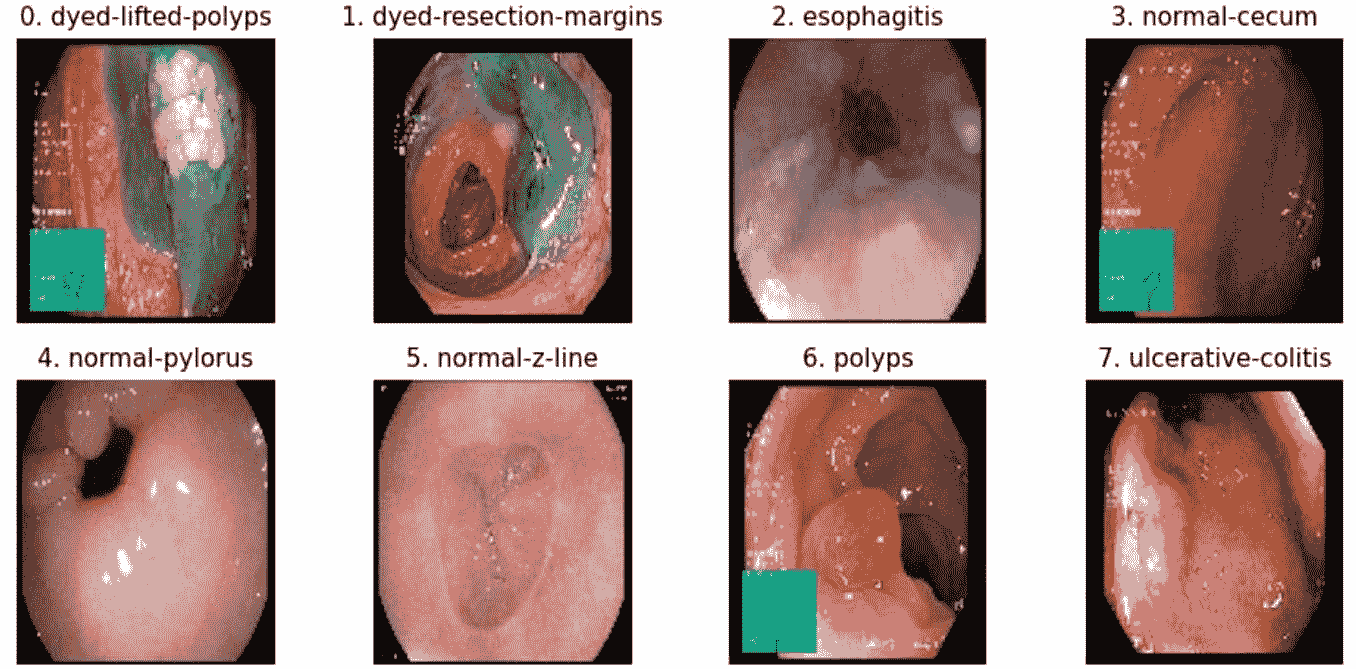 0. dyed-lifted-polyps
1. dyed-resection-margins
2. esophagitis
3. normal-cecum
4. normal-pylorus
5. normal-z-line
6. polyps
7. ulcerative-colitis